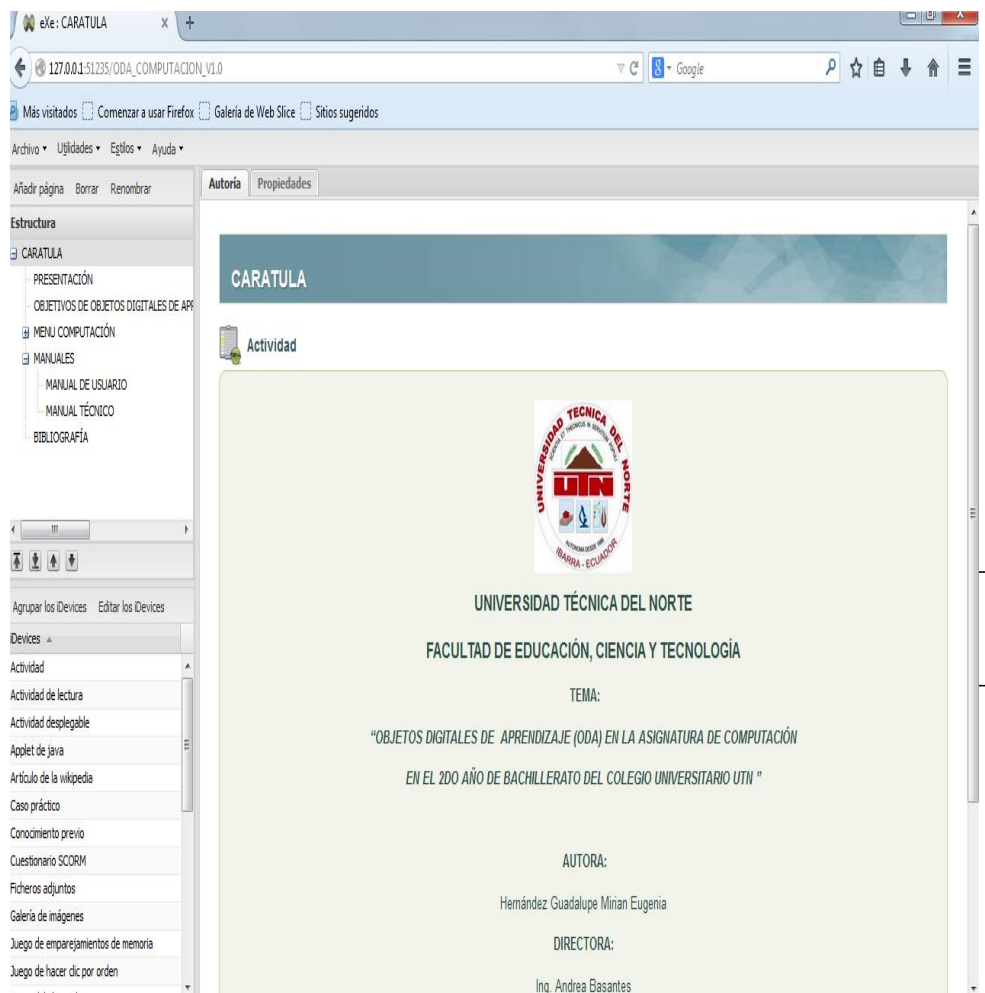 eXe : CARATULA
127.0.0.1:51235/ODA_COMPUTACION_V1.0
Google
Más visitados
Comenzar a usar Firefox
Galería de Web Slice
Sitios sugeridos
Archivo
Utilidades
Estilos
Ayuda
Añadir página
Borrar
Renombrar
Autoría
Propiedades
Estructura
CARATULA
PRESENTACIÓN
OBJETIVOS DE OBJETOS DIGITALES DE APR
MENU COMPUTACIÓN
MANUALES
MANUAL DE USUARIO
MANUAL TÉCNICO
BIBLIOGRAFÍA
Agrupar los iDevices
Editar los iDevices
iDevices
Actividad
Actividad de lectura
Actividad desplegable
Applet de java
Artículo de la wikipedia
Caso práctico
Conocimiento previo
Cuestionario SCORM
Ficheros adjuntos
Galería de imágenes
Juego de emparejamientos de memoria
Juego de hacer clic por orden
CARATULA
Actividad
UNIVERSIDAD TECNICA DEL NORTE
UTN
IBARRA - ECUADOR
UNIVERSIDAD TÉCNICA DEL NORTE
FACULTAD DE EDUCACIÓN, CIENCIA Y TECNOLOGÍA
TEMA:
“OBJETOS DIGITALES DE APRENDIZAJE (ODA) EN LA ASIGNATURA DE COMPUTACIÓN
EN EL 2DO AÑO DE BACHILLERATO DEL COLEGIO UNIVERSITARIO UTN ”
AUTORA:
Hernández Guadalupe Mirian Eugenia
DIRECTORA:
Ing. Andrea Basantes